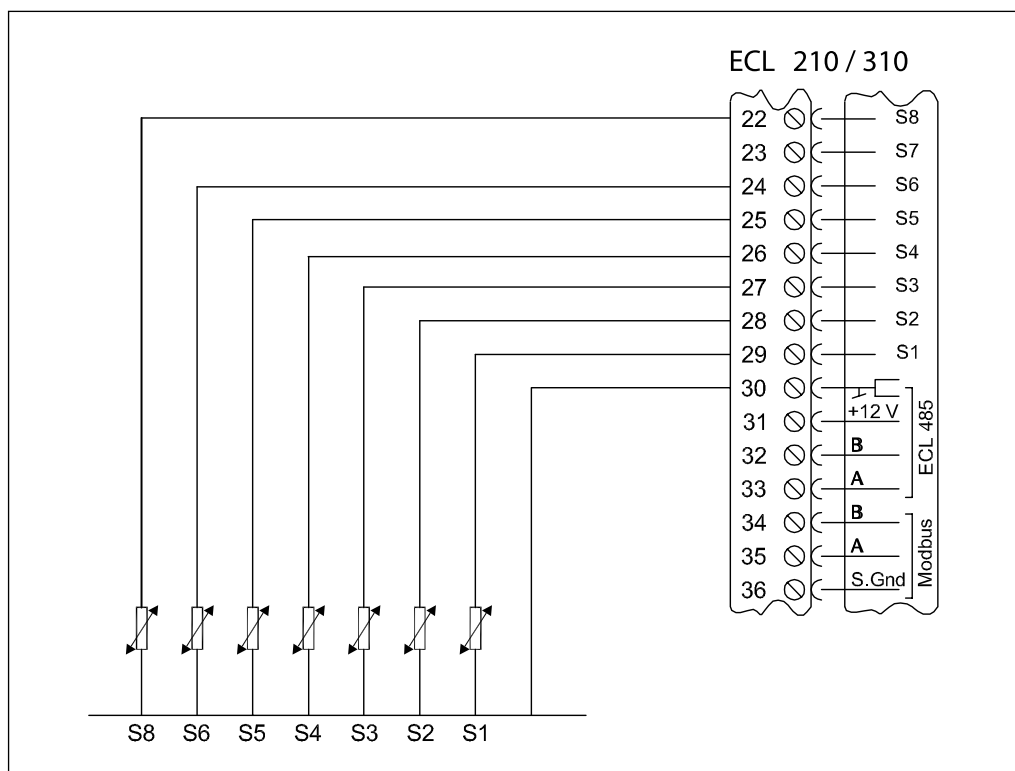 ECL 210 / 310
22 S8
23 S7
24 S6
25 S5
26 S4
27 S3
28 S2
29 S1
30
31 +12 V
32 B
33 A
ECL 485
34 B
35 A
36 S.Gnd
Modbus
S8 S6 S5 S4 S3 S2 S1